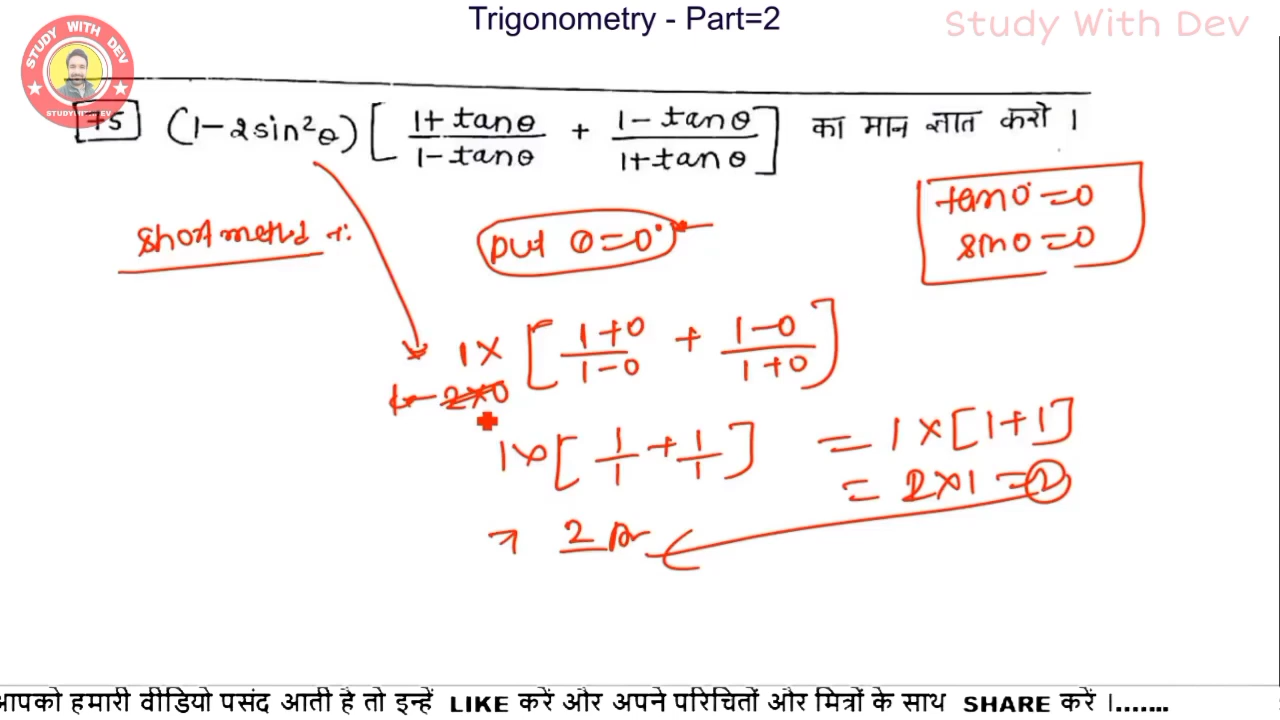 Trigonometry - Part=2
Study With Dev
STUDY WITH DEV
STUDY WITH DEV
75 (1-2sin²θ) [ (1+tanθ)/(1-tanθ) + (1-tanθ)/(1+tanθ) ] का मान ज्ञात करो ।
tan0°=0
sin0=0
Short method :
put θ=0°
1× [ (1+0)/(1-0) + (1-0)/(1+0) ]
1-2×0
1× [ 1/1 + 1/1 ] = 1×[1+1]
= 2×1=2
2
आपको हमारी वीडियो पसंद आती है तो इन्हें LIKE करें और अपने परिचितों और मित्रों के साथ SHARE करें ।.......